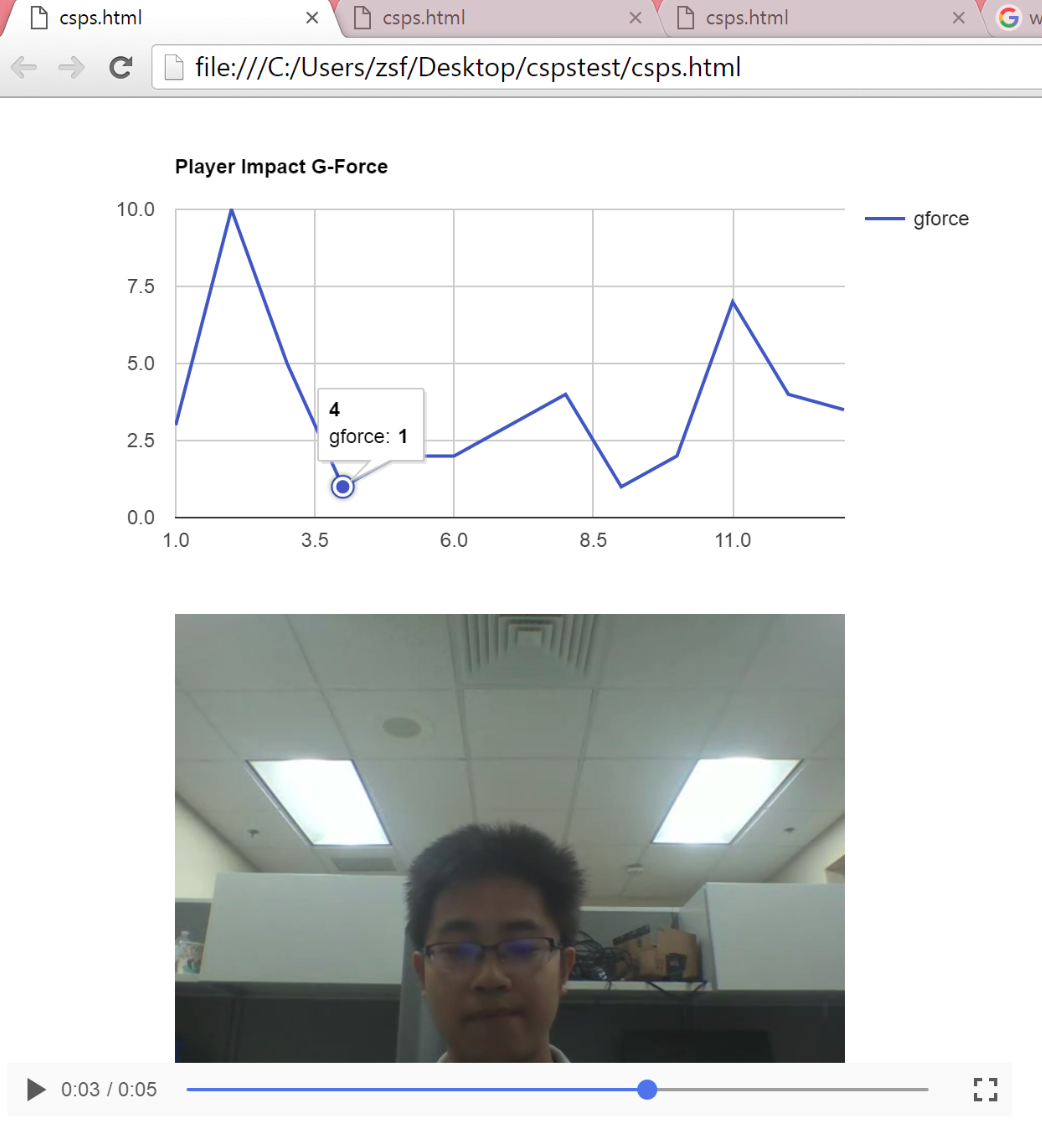 csps.html
csps.html
csps.html
w
file:///C:/Users/zsf/Desktop/cspstest/csps.html
Player Impact G-Force
10.0
gforce
7.5
5.0
4
gforce: 1
2.5
0.0
1.0 3.5 6.0 8.5 11.0
0:03 / 0:05